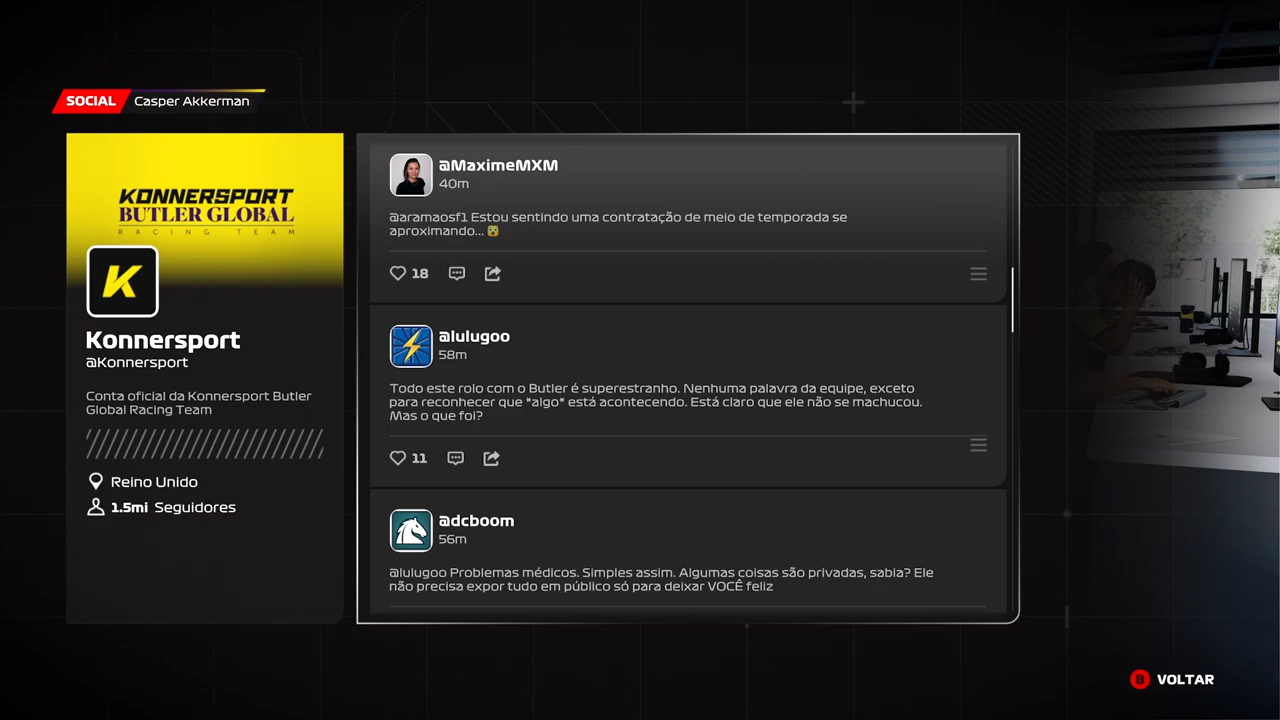 SOCIAL Casper Akkerman
KONNERSPORT
BUTLER GLOBAL
RACING TEAM
K
Konnersport
@Konnersport
Conta oficial da Konnersport Butler
Global Racing Team
Reino Unido
1.5mi Seguidores
@MaximeMXM
40m
@aramaosf1 Estou sentindo uma contratação de meio de temporada se
aproximando... 😨
18
@lulugoo
58m
Todo este rolo com o Butler é superestranho. Nenhuma palavra da equipe, exceto
para reconhecer que *algo* está acontecendo. Está claro que ele não se machucou.
Mas o que foi?
11
@dcboom
56m
@lulugoo Problemas médicos. Simples assim. Algumas coisas são privadas, sabia? Ele
não precisa expor tudo em público só para deixar VOCÊ feliz
B VOLTAR